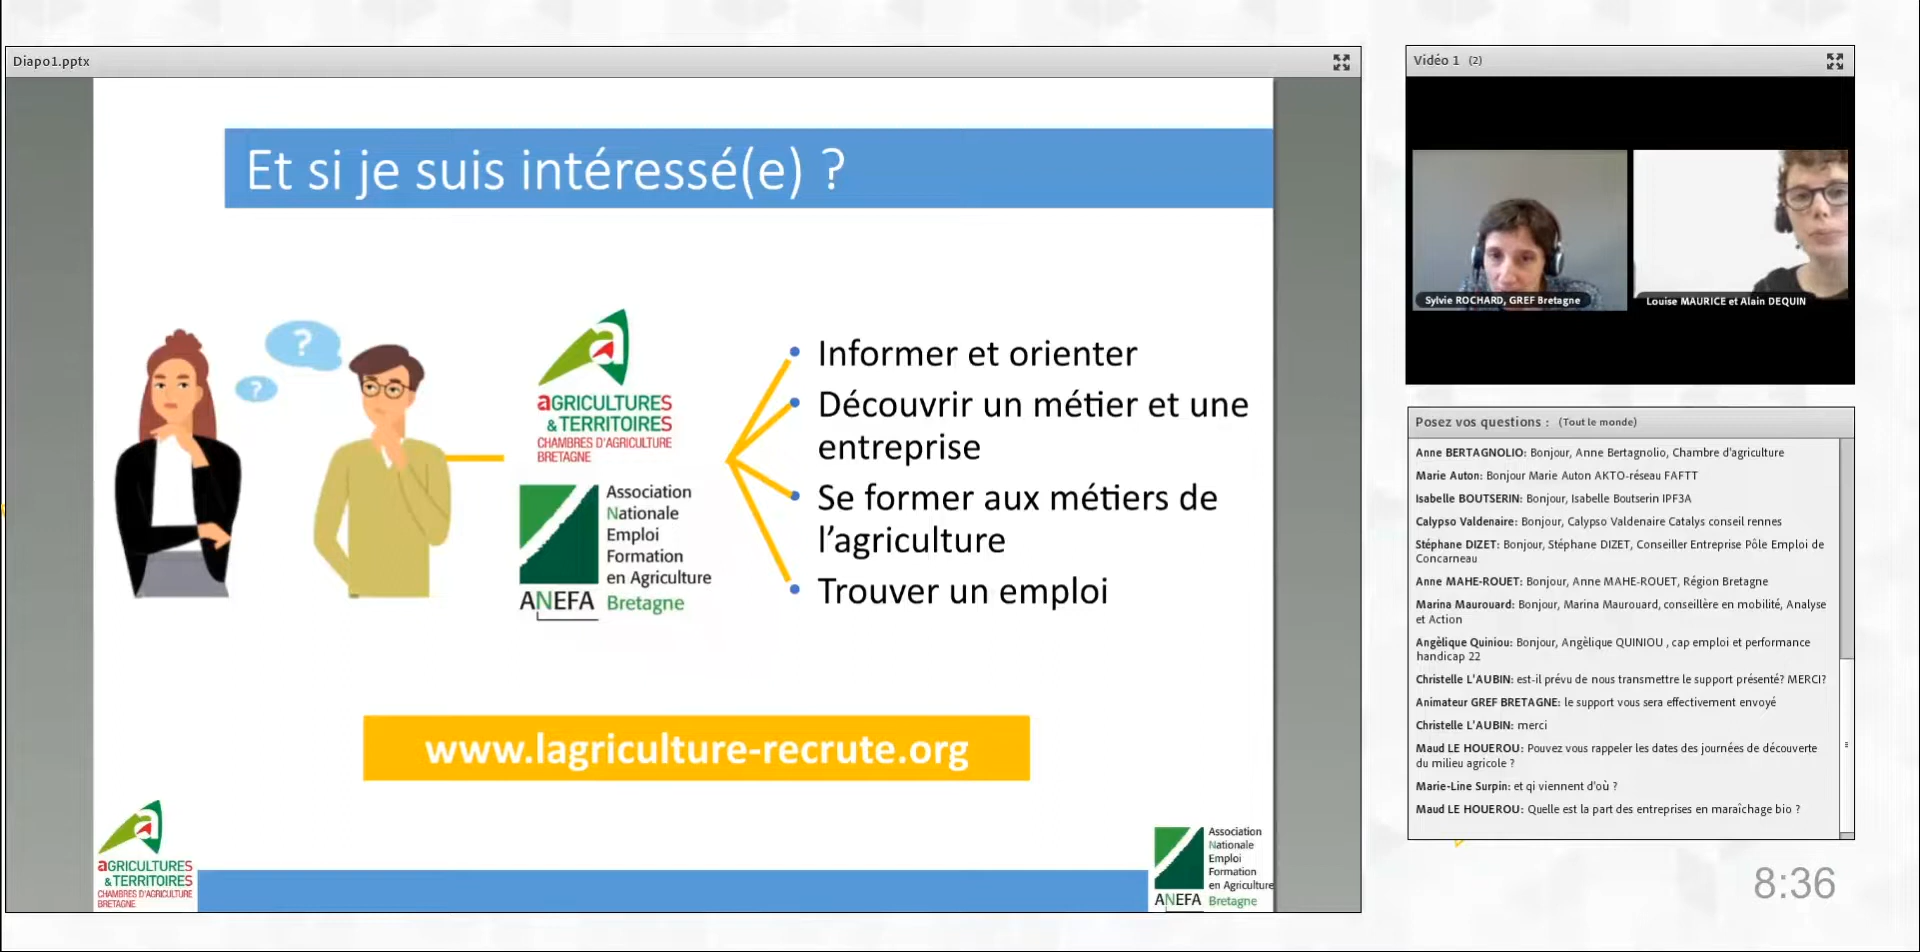 Diapo1.pptx
Et si je suis intéressé(e) ?
?
?
aGRICULTURES
& TERRITOIRES
CHAMBRES D'AGRICULTURE
BRETAGNE
Association
Nationale
Emploi
Formation
en Agriculture
ANEFA Bretagne
• Informer et orienter
• Découvrir un métier et une
entreprise
• Se former aux métiers de
l'agriculture
• Trouver un emploi
www.lagriculture-recrute.org
aGRICULTURES
& TERRITOIRES
CHAMBRES D'AGRICULTURE
BRETAGNE
Association
Nationale
Emploi
Formation
en Agriculture
ANEFA Bretagne
Vidéo 1 (2)
Sylvie ROCHARD, GREF Bretagne
Louise MAURICE et Alain DEQUIN
Posez vos questions : (Tout le monde)
Anne BERTAGNOLIO: Bonjour, Anne Bertagnolio, Chambre d'agriculture
Marie Auton: Bonjour Marie Auton AKTO-réseau FAFTT
Isabelle BOUTSERIN: Bonjour, Isabelle Boutserin IPF3A
Calypso Valdenaire: Bonjour, Calypso Valdenaire Catalys conseil rennes
Stéphane DIZET: Bonjour, Stéphane DIZET, Conseiller Entreprise Pôle Emploi de
Concarneau
Anne MAHE-ROUET: Bonjour, Anne MAHE-ROUET, Région Bretagne
Marina Maurouard: Bonjour, Marina Maurouard, conseillère en mobilité, Analyse
et Action
Angèlique Quiniou: Bonjour, Angèlique QUINIOU , cap emploi et performance
handicap 22
Christelle L'AUBIN: est-il prévu de nous transmettre le support présenté? MERCI?
Animateur GREF BRETAGNE: le support vous sera effectivement envoyé
Christelle L'AUBIN: merci
Maud LE HOUEROU: Pouvez vous rappeler les dates des journées de découverte
du milieu agricole ?
Marie-Line Surpin: et qi viennent d'où ?
Maud LE HOUEROU: Quelle est la part des entreprises en maraîchage bio ?
8:36